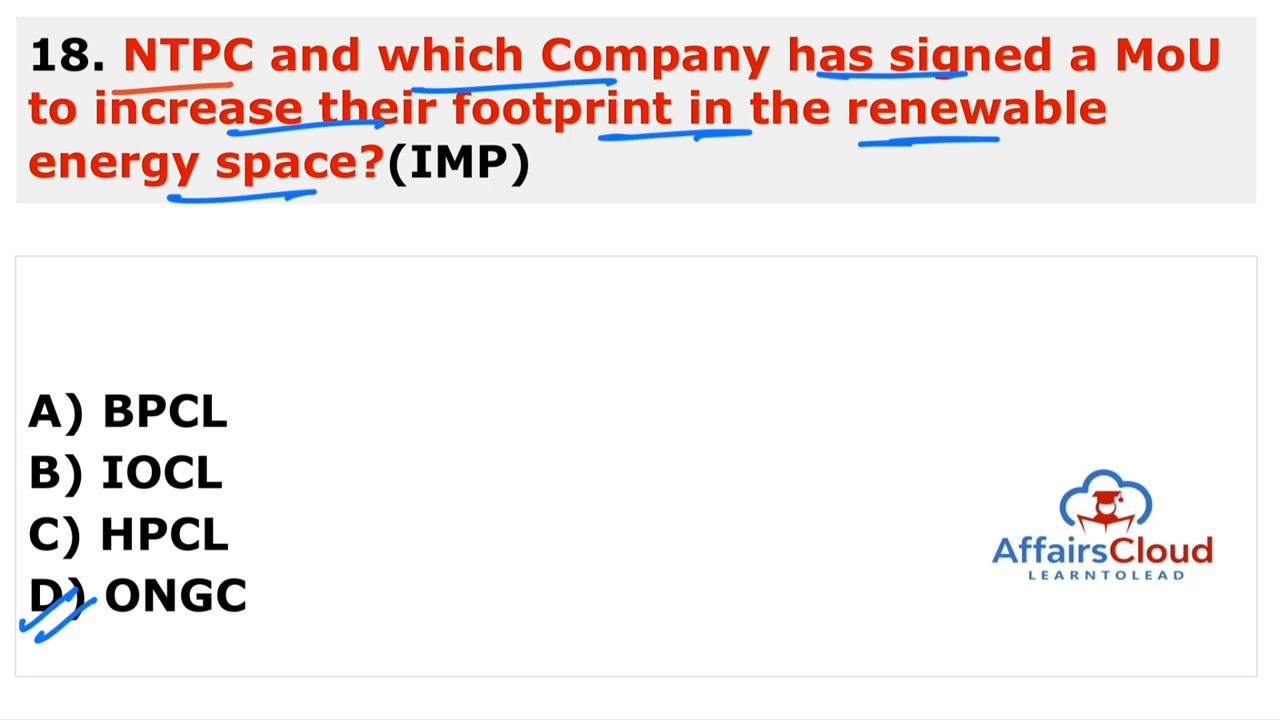 18. NTPC and which Company has signed a MoU
to increase their footprint in the renewable
energy space?(IMP)
A) BPCL
B) IOCL
C) HPCL
D) ONGC
AffairsCloud
LEARNTOLEAD